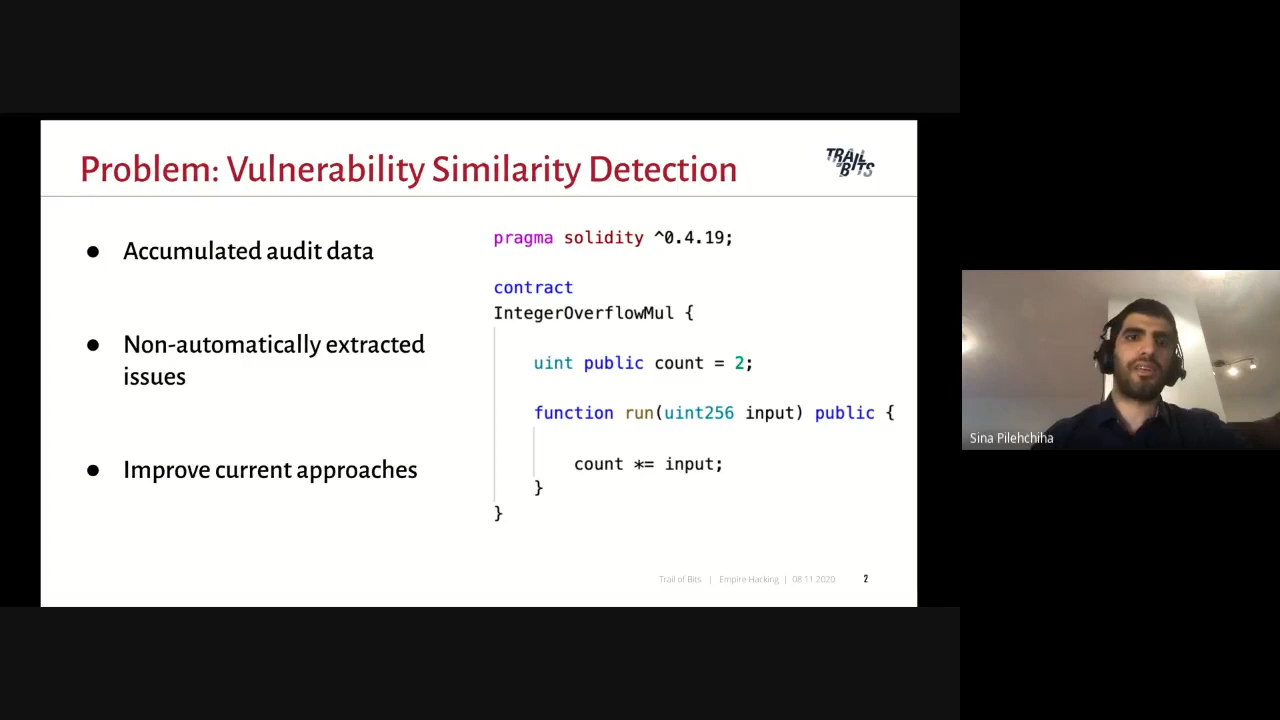 Problem: Vulnerability Similarity Detection
TRAIL
OF
BITS
● Accumulated audit data
● Non-automatically extracted
issues
● Improve current approaches
pragma solidity ^0.4.19;
contract
IntegerOverflowMul {
uint public count = 2;
function run(uint256 input) public {
count *= input;
}
}
Trail of Bits | Empire Hacking | 08.11.2020 2
Sina Pilehchiha